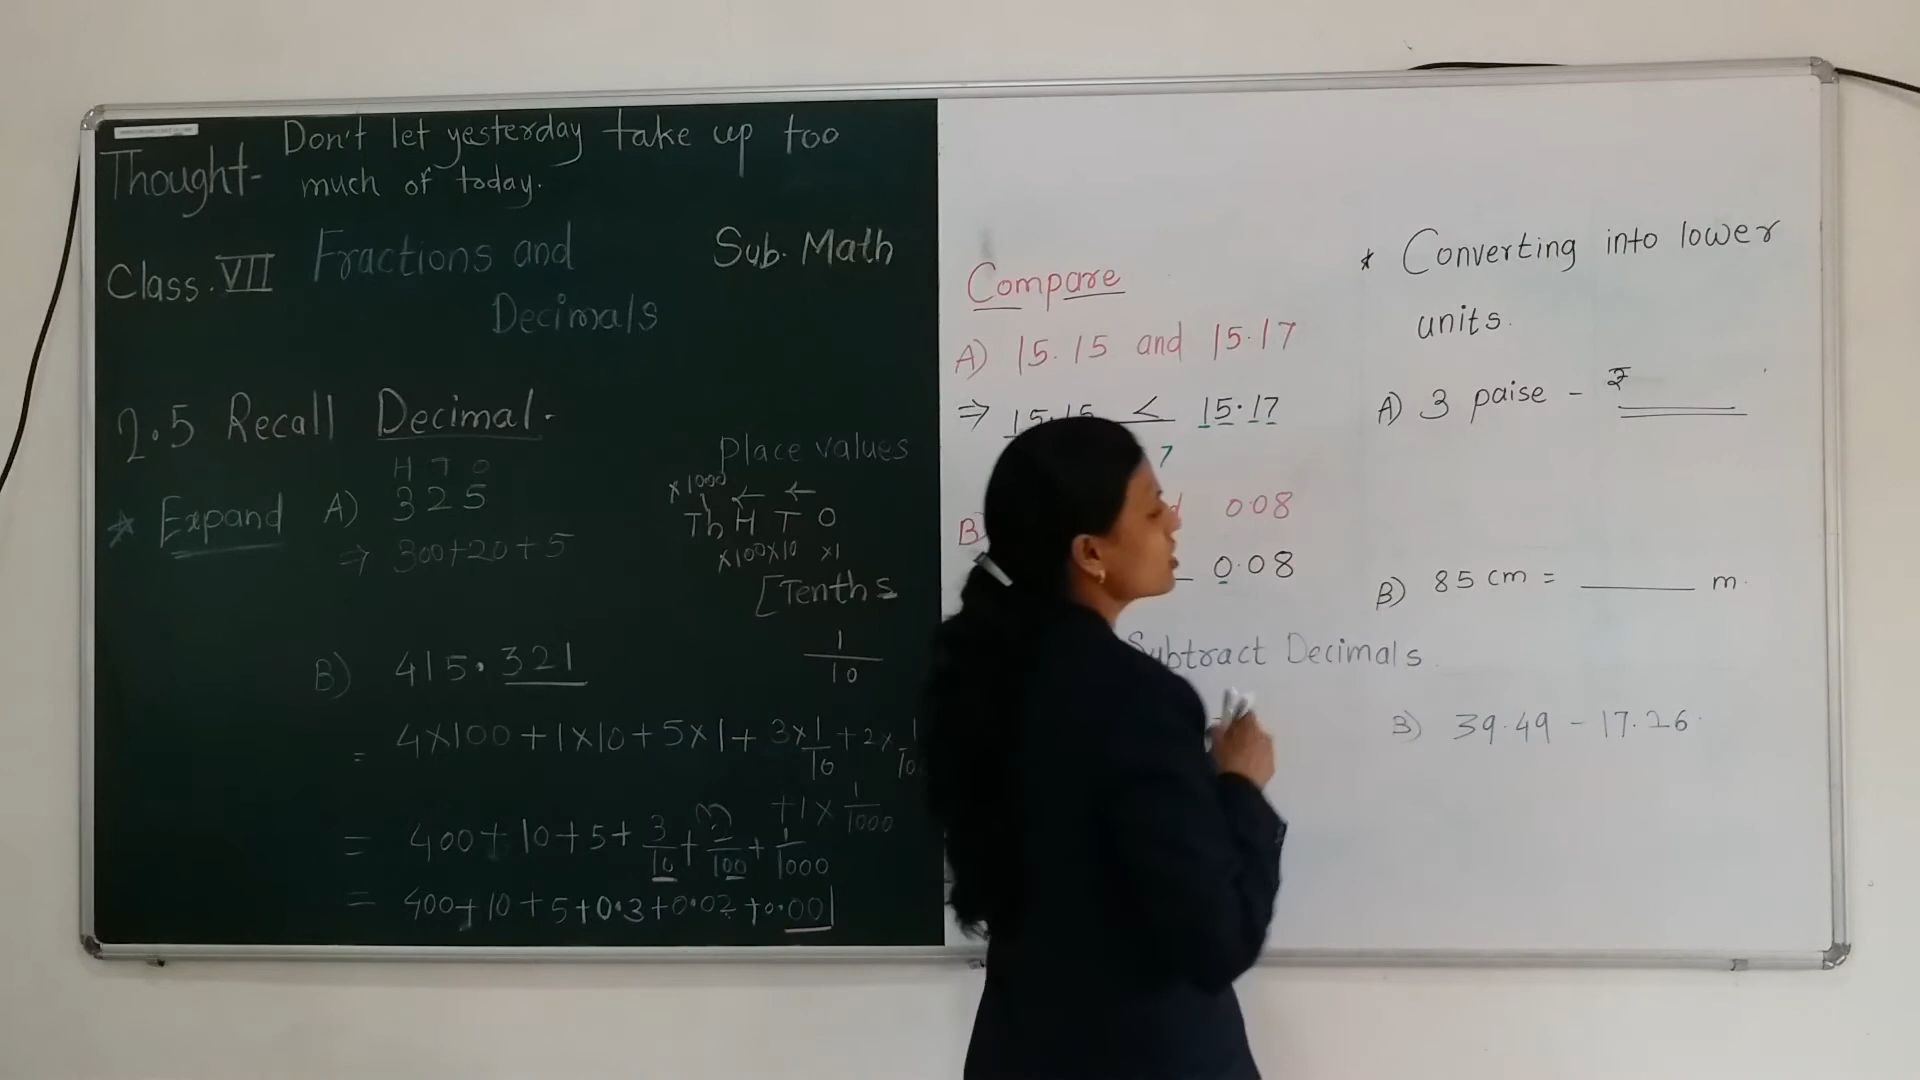 Thought- Don't let yesterday take up too
much of today.
Class. VII Fractions and
Decimals
Sub. Math
2.5 Recall Decimal.
* Expand A) H T O
325
⇒ 300+20+5
Place values
×1000 ← ←
Th H T O
×100 ×10 ×1
[Tenths
1/10
B) 415.321
= 4×100+1×10+5×1+3×1/10+2×
+1×1/1000
= 400+10+5+3/10+2/100+1/1000
= 400+10+5+0.3+0.02+0.001
Compare
A) 15.15 and 15.17
⇒ 15.15 < 15.17
7
B) 0.08
0.08
Subtract Decimals.
B) 39.49 - 17.26.
* Converting into lower
units.
A) 3 paise - ₹ ______
B) 85 cm = ______ m.